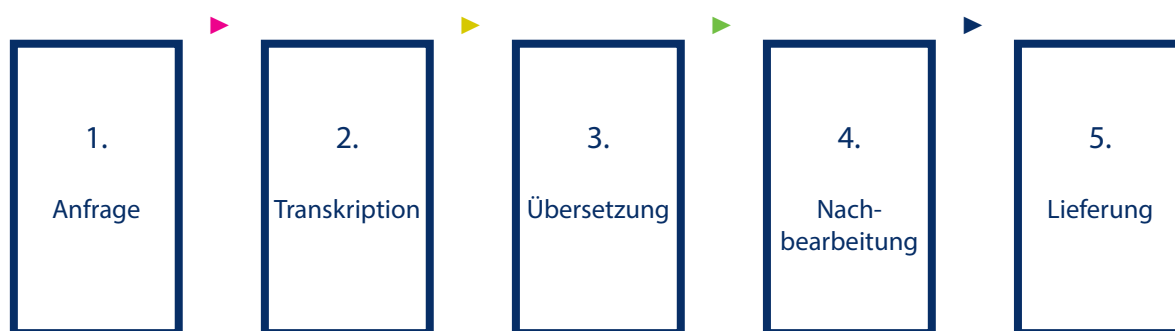 1.
Anfrage
2.
Transkription
3.
Übersetzung
4.
Nach-
bearbeitung
5.
Lieferung